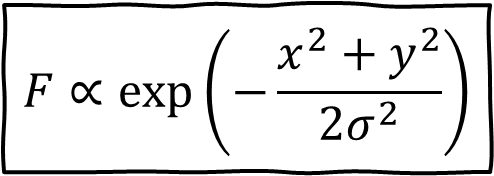 F ∝ exp(−(x² + y²)/(2σ²))